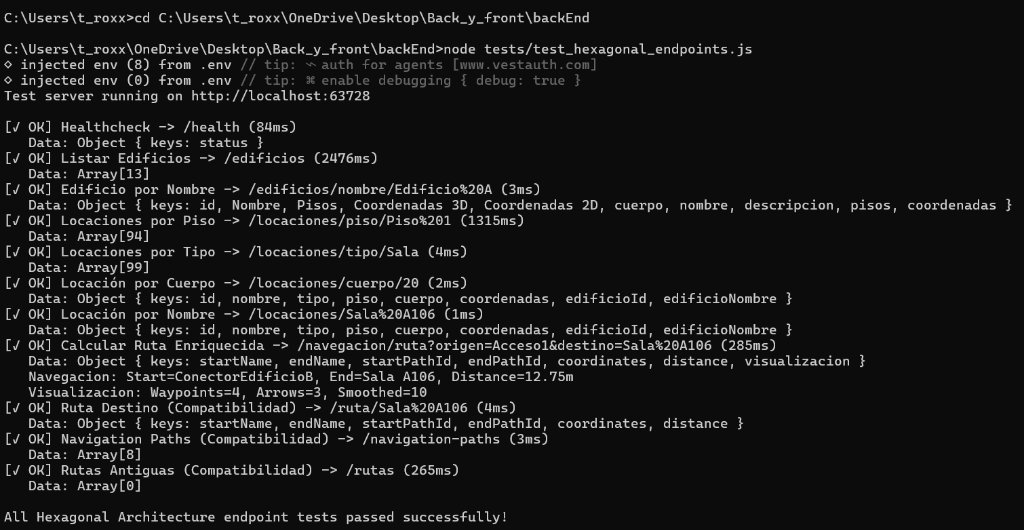 C:\Users\t_roxx>cd C:\Users\t_roxx\OneDrive\Desktop\Back_y_front\backEnd
C:\Users\t_roxx\OneDrive\Desktop\Back_y_front\backEnd>node tests/test_hexagonal_endpoints.js
◇ injected env (8) from .env // tip: ⌁ auth for agents [www.vestauth.com]
◇ injected env (0) from .env // tip: ⌘ enable debugging { debug: true }
Test server running on http://localhost:63728
[√ OK] Healthcheck -> /health (84ms)
Data: Object { keys: status }
[√ OK] Listar Edificios -> /edificios (2476ms)
Data: Array[13]
[√ OK] Edificio por Nombre -> /edificios/nombre/Edificio%20A (3ms)
Data: Object { keys: id, Nombre, Pisos, Coordenadas 3D, Coordenadas 2D, cuerpo, nombre, descripcion, pisos, coordenadas }
[√ OK] Locaciones por Piso -> /locaciones/piso/Piso%201 (1315ms)
Data: Array[94]
[√ OK] Locaciones por Tipo -> /locaciones/tipo/Sala (4ms)
Data: Array[99]
[√ OK] Locación por Cuerpo -> /locaciones/cuerpo/20 (2ms)
Data: Object { keys: id, nombre, tipo, piso, cuerpo, coordenadas, edificioId, edificioNombre }
[√ OK] Locación por Nombre -> /locaciones/Sala%20A106 (1ms)
Data: Object { keys: id, nombre, tipo, piso, cuerpo, coordenadas, edificioId, edificioNombre }
[√ OK] Calcular Ruta Enriquecida -> /navegacion/ruta?origen=Acceso1&destino=Sala%20A106 (285ms)
Data: Object { keys: startName, endName, startPathId, endPathId, coordinates, distance, visualizacion }
Navegacion: Start=ConectorEdificioB, End=Sala A106, Distance=12.75m
Visualizacion: Waypoints=4, Arrows=3, Smoothed=10
[√ OK] Ruta Destino (Compatibilidad) -> /ruta/Sala%20A106 (4ms)
Data: Object { keys: startName, endName, startPathId, endPathId, coordinates, distance }
[√ OK] Navigation Paths (Compatibilidad) -> /navigation-paths (3ms)
Data: Array[8]
[√ OK] Rutas Antiguas (Compatibilidad) -> /rutas (265ms)
Data: Array[0]
All Hexagonal Architecture endpoint tests passed successfully!